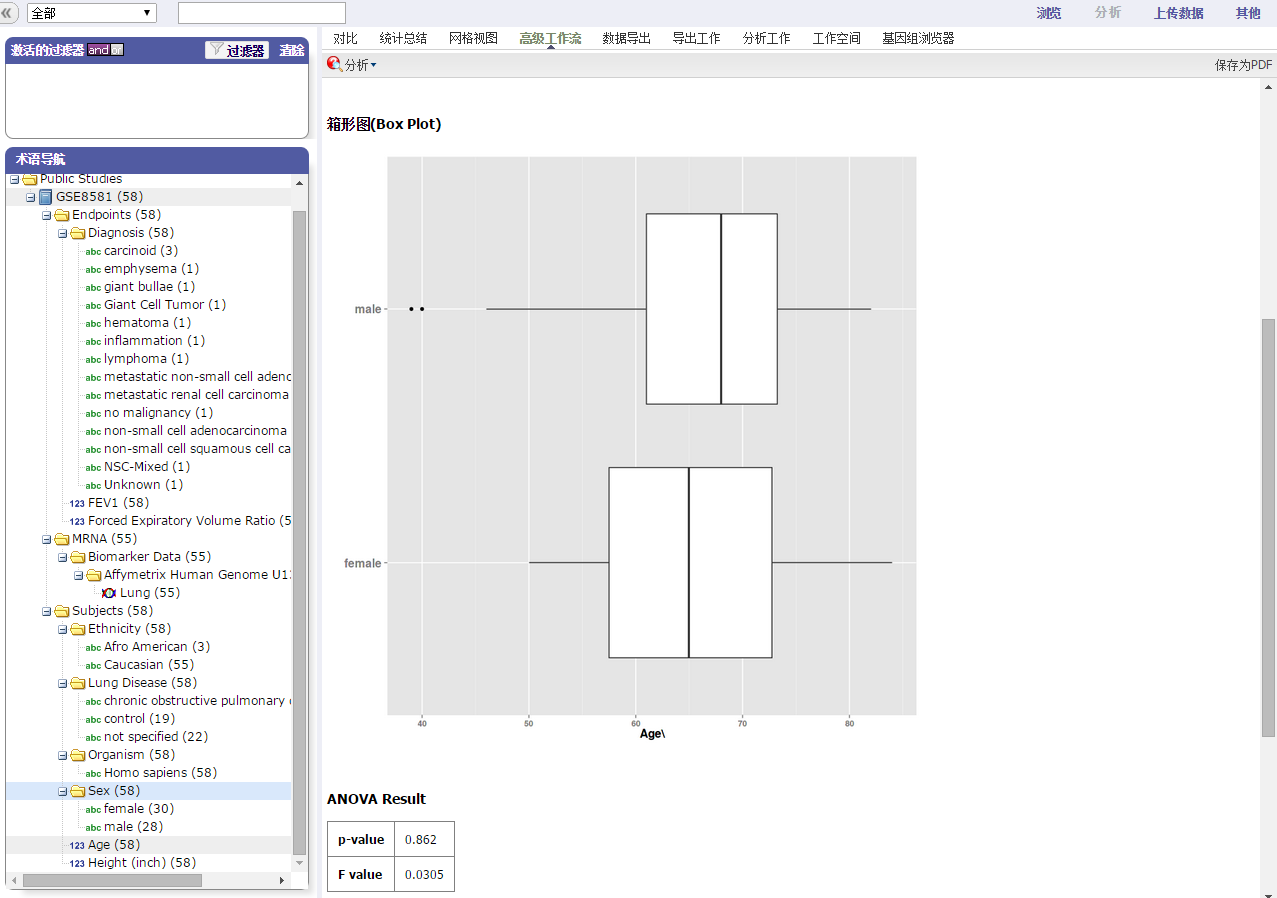 全部
浏览
分析
上传数据
其他
激活的过滤器 and or
过滤器
清除
对比
统计总结
网格视图
高级工作流
数据导出
导出工作
分析工作
工作空间
基因组浏览器
分析
保存为PDF
术语导航
Public Studies
GSE8581 (58)
Endpoints (58)
Diagnosis (58)
abc carcinoid (3)
abc emphysema (1)
abc giant bullae (1)
abc Giant Cell Tumor (1)
abc hematoma (1)
abc inflammation (1)
abc lymphoma (1)
abc metastatic non-small cell adeno
abc metastatic renal cell carcinoma
abc no malignancy (1)
abc non-small cell adenocarcinoma
abc non-small cell squamous cell ca
abc NSC-Mixed (1)
abc Unknown (1)
123 FEV1 (58)
123 Forced Expiratory Volume Ratio (5
MRNA (55)
Biomarker Data (55)
Affymetrix Human Genome U1
Lung (55)
Subjects (58)
Ethnicity (58)
abc Afro American (3)
abc Caucasian (55)
Lung Disease (58)
abc chronic obstructive pulmonary
abc control (19)
abc not specified (22)
Organism (58)
abc Homo sapiens (58)
Sex (58)
abc female (30)
abc male (28)
123 Age (58)
123 Height (inch) (58)
箱形图(Box Plot)
male
female
40 50 60 70 80
Age\
ANOVA Result
p-value 0.862
F value 0.0305